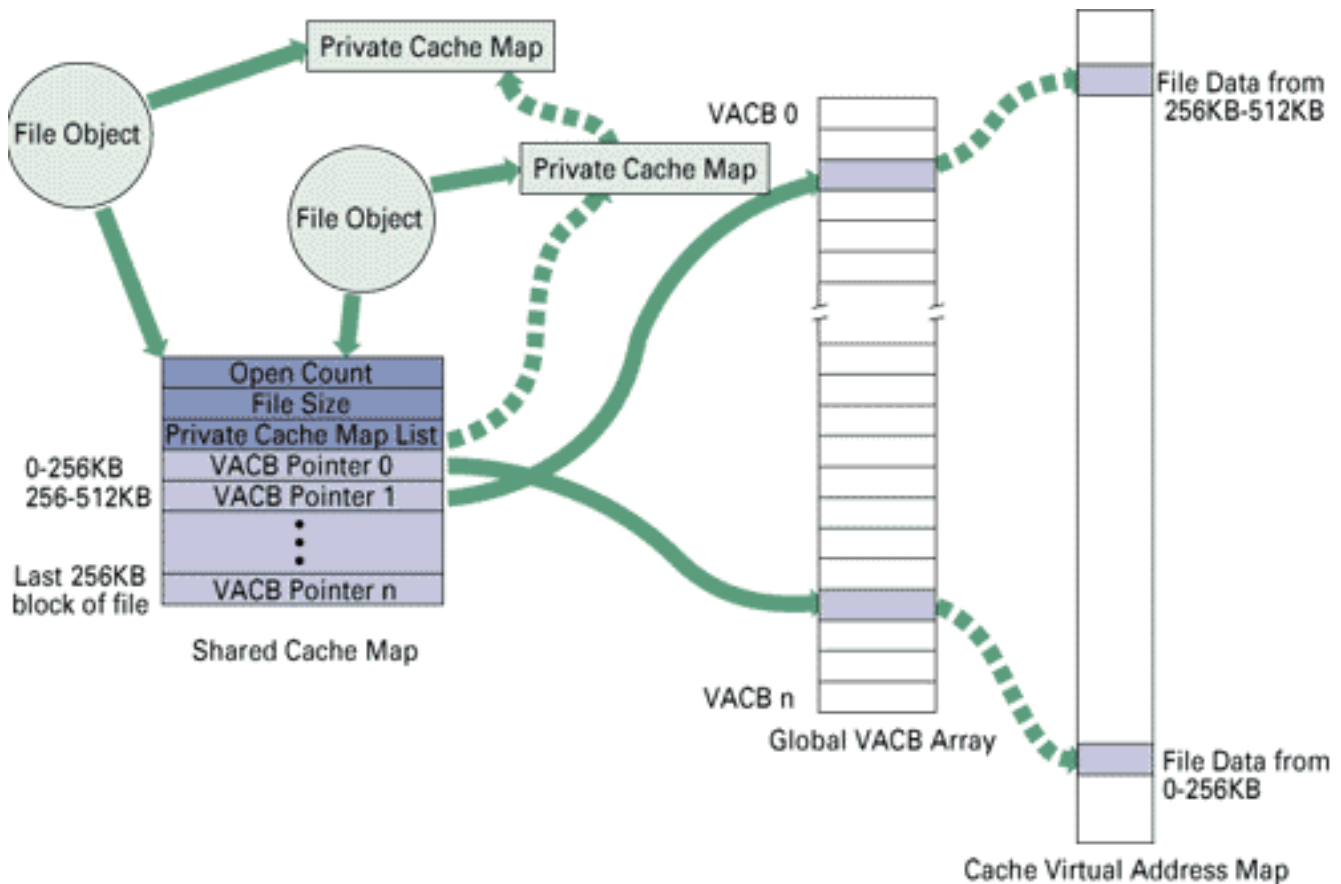 Private Cache Map
File Object
Private Cache Map
File Object
VACB 0
File Data from
256KB-512KB
Open Count
File Size
Private Cache Map List
0-256KB
VACB Pointer 0
256-512KB
VACB Pointer 1
Last 256KB
block of file
VACB Pointer n
Shared Cache Map
VACB n
Global VACB Array
File Data from
0-256KB
Cache Virtual Address Map